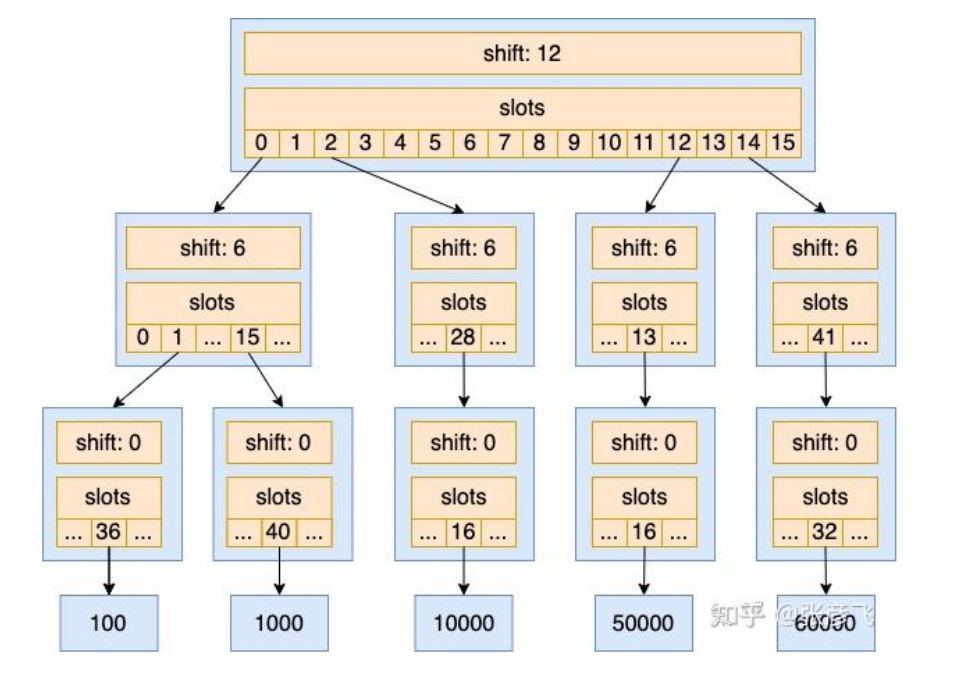 shift: 12
slots
0 1 2 3 4 5 6 7 8 9 10 11 12 13 14 15
shift: 6 shift: 6 shift: 6 shift: 6
slots slots slots slots
0 1 ... 15 ... ... 28 ... ... 13 ... ... 41 ...
shift: 0 shift: 0 shift: 0 shift: 0 shift: 0
slots slots slots slots slots
... 36 ... ... 40 ... ... 16 ... ... 16 ... ... 32 ...
100 1000 10000 50000 60000
知乎 @张彦飞